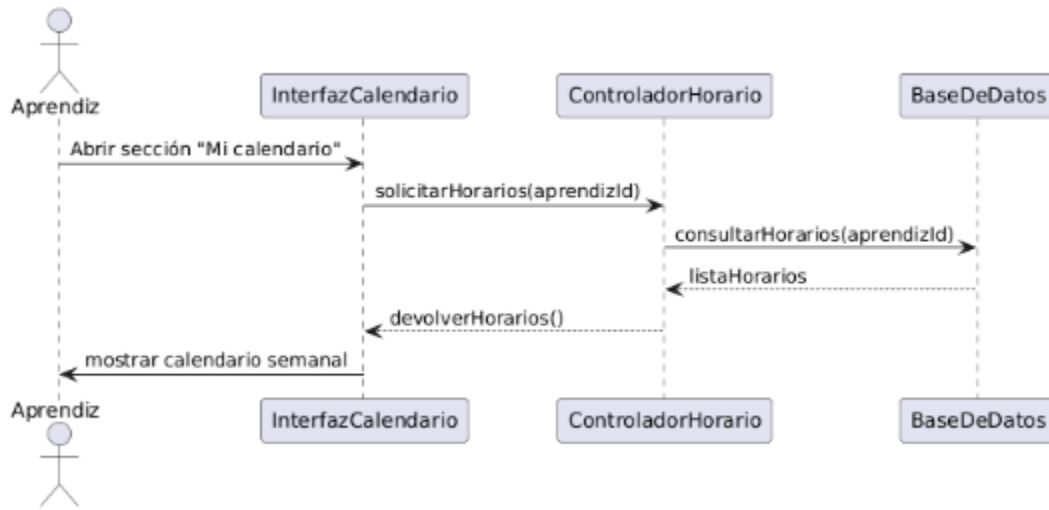 Aprendiz
InterfazCalendario
ControladorHorario
BaseDeDatos
Abrir sección "Mi calendario"
solicitarHorarios(aprendizId)
consultarHorarios(aprendizId)
listaHorarios
devolverHorarios()
mostrar calendario semanal
Aprendiz
InterfazCalendario
ControladorHorario
BaseDeDatos